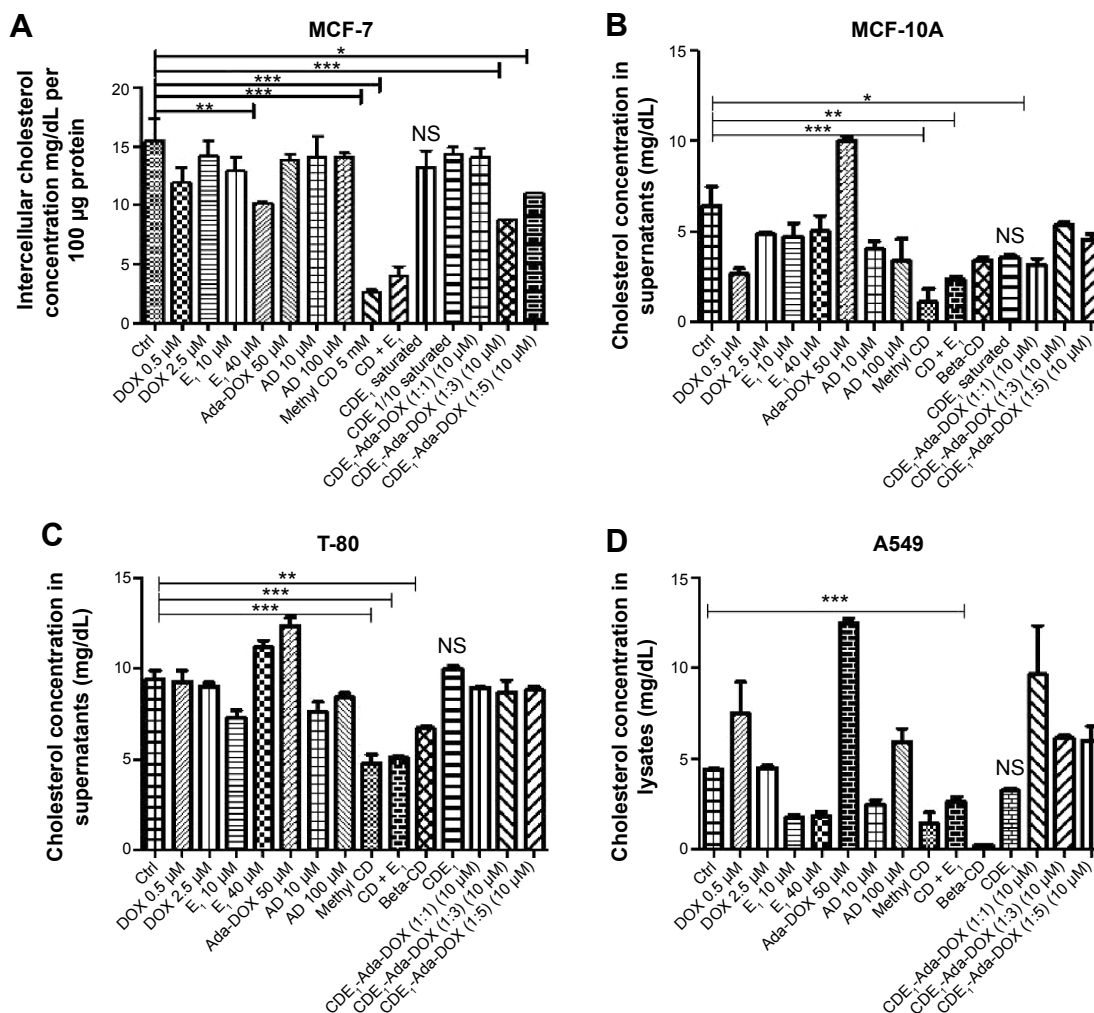 A
MCF-7
*
***
***
***
**
NS
Intercellular cholesterol
concentration mg/dL per
100 µg protein
20
15
10
5
0
Ctrl
DOX 0.5 µM
DOX 2.5 µM
E1 10 µM
E1 40 µM
Ada-DOX 50 µM
AD 10 µM
AD 100 µM
Methyl CD 5 mM
CD + E1
CDE1 saturated
CDE 1/10 saturated
CDE1-Ada-DOX (1:1) (10 µM)
CDE1-Ada-DOX (1:3) (10 µM)
CDE1-Ada-DOX (1:5) (10 µM)
B
MCF-10A
*
**
***
NS
Cholesterol concentration in
supernatants (mg/dL)
15
10
5
0
Ctrl
DOX 0.5 µM
DOX 2.5 µM
E1 10 µM
E1 40 µM
Ada-DOX 50 µM
AD 10 µM
AD 100 µM
Methyl CD
CD + E1
Beta-CD
CDE1 saturated
CDE1-Ada-DOX (1:1) (10 µM)
CDE1-Ada-DOX (1:3) (10 µM)
CDE1-Ada-DOX (1:5) (10 µM)
C
T-80
**
***
***
NS
Cholesterol concentration in
supernatants (mg/dL)
15
10
5
0
Ctrl
DOX 0.5 µM
DOX 2.5 µM
E1 10 µM
E1 40 µM
Ada-DOX 50 µM
AD 10 µM
AD 100 µM
Methyl CD
CD + E1
Beta-CD
CDE1
CDE1-Ada-DOX (1:1) (10 µM)
CDE1-Ada-DOX (1:3) (10 µM)
CDE1-Ada-DOX (1:5) (10 µM)
D
A549
***
NS
Cholesterol concentration in
lysates (mg/dL)
15
10
5
0
Ctrl
DOX 0.5 µM
DOX 2.5 µM
E1 10 µM
E1 40 µM
Ada-DOX 50 µM
AD 10 µM
AD 100 µM
Methyl CD
CD + E1
Beta-CD
CDE1
CDE1-Ada-DOX (1:1) (10 µM)
CDE1-Ada-DOX (1:3) (10 µM)
CDE1-Ada-DOX (1:5) (10 µM)